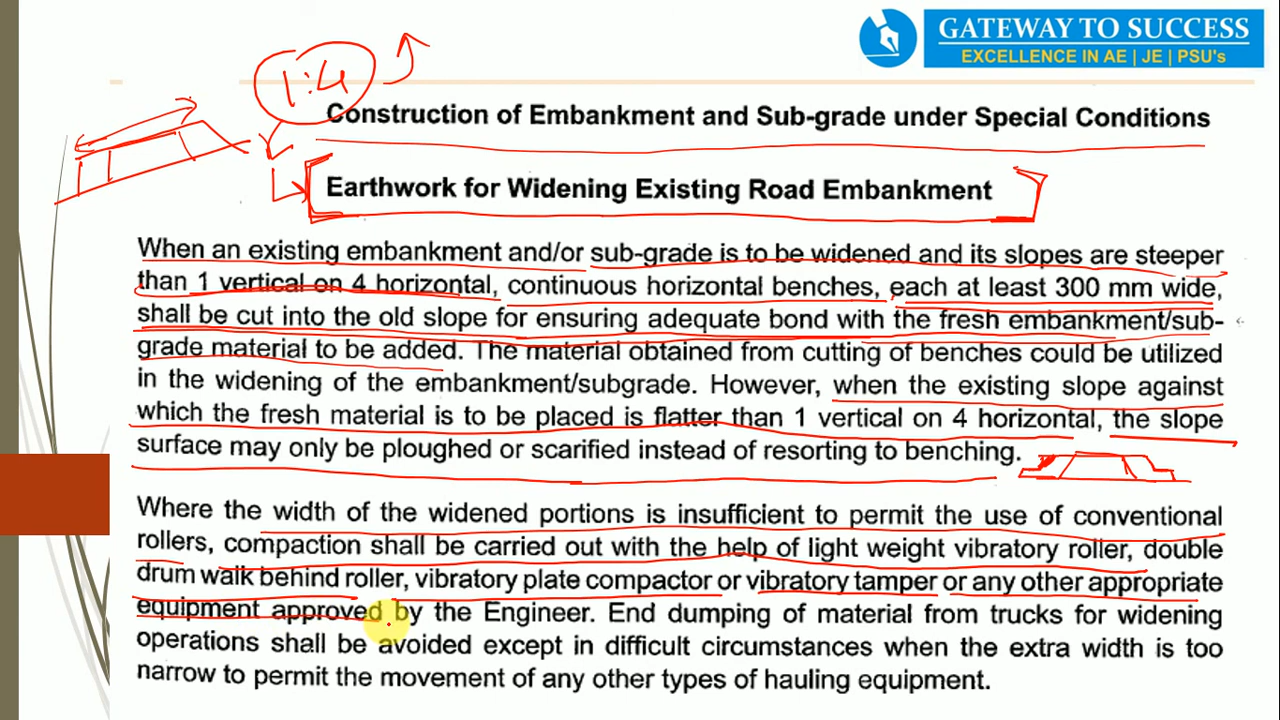 GATEWAY TO SUCCESS
EXCELLENCE IN AE | JE | PSU's
1:4
Construction of Embankment and Sub-grade under Special Conditions
Earthwork for Widening Existing Road Embankment
When an existing embankment and/or sub-grade is to be widened and its slopes are steeper
than 1 vertical on 4 horizontal, continuous horizontal benches, each at least 300 mm wide,
shall be cut into the old slope for ensuring adequate bond with the fresh embankment/sub-
grade material to be added. The material obtained from cutting of benches could be utilized
in the widening of the embankment/subgrade. However, when the existing slope against
which the fresh material is to be placed is flatter than 1 vertical on 4 horizontal, the slope
surface may only be ploughed or scarified instead of resorting to benching.
Where the width of the widened portions is insufficient to permit the use of conventional
rollers, compaction shall be carried out with the help of light weight vibratory roller, double
drum walk behind roller, vibratory plate compactor or vibratory tamper or any other appropriate
equipment approved by the Engineer. End dumping of material from trucks for widening
operations shall be avoided except in difficult circumstances when the extra width is too
narrow to permit the movement of any other types of hauling equipment.